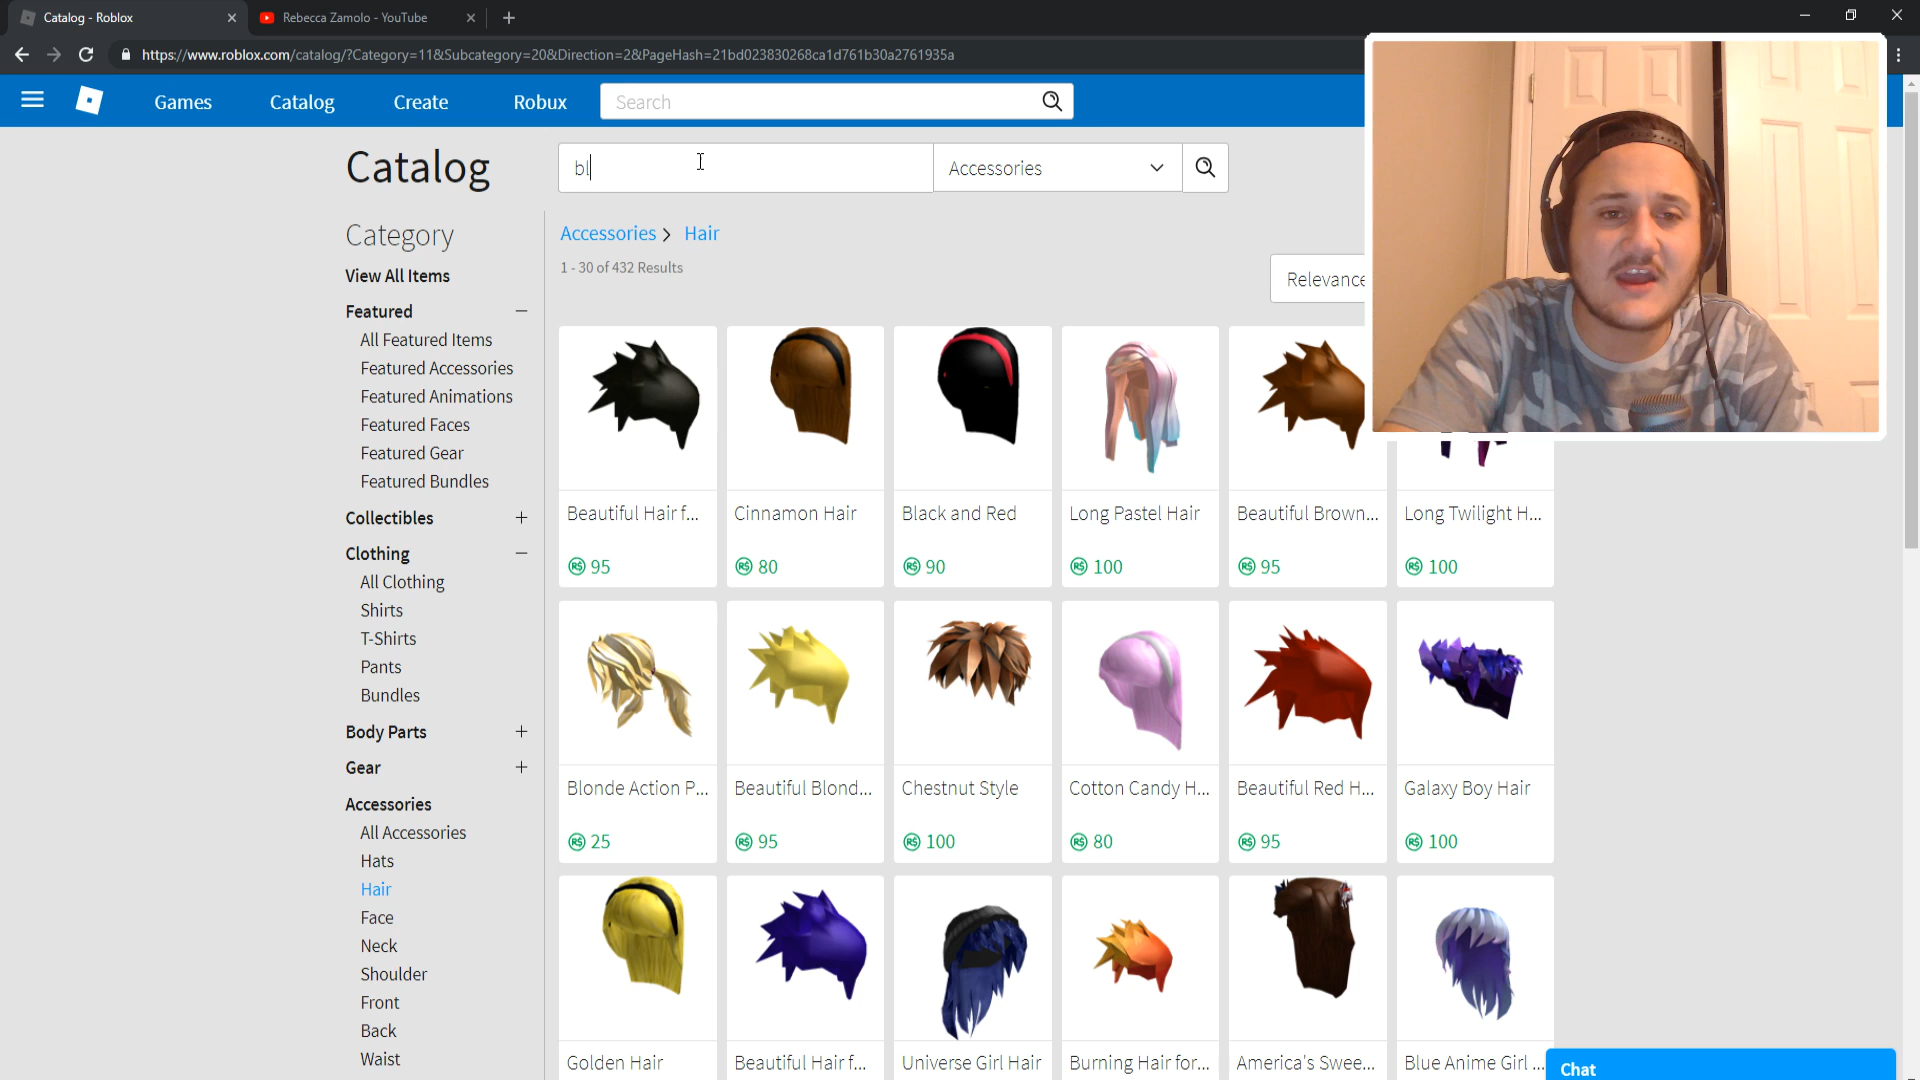 Catalog - Roblox
Rebecca Zamolo - YouTube
https://www.roblox.com/catalog/?Category=11&Subcategory=20&Direction=2&PageHash=21bd023830268ca1d761b30a2761935a
Games
Catalog
Create
Robux
Search
Catalog
bl
Accessories
Category
Accessories > Hair
1 - 30 of 432 Results
Relevance
View All Items
Featured
All Featured Items
Featured Accessories
Featured Animations
Featured Faces
Featured Gear
Featured Bundles
Collectibles
Clothing
All Clothing
Shirts
T-Shirts
Pants
Bundles
Body Parts
Gear
Accessories
All Accessories
Hats
Hair
Face
Neck
Shoulder
Front
Back
Waist
Beautiful Hair f...
Cinnamon Hair
Black and Red
Long Pastel Hair
Beautiful Brown...
Long Twilight H...
R$ 95
R$ 80
R$ 90
R$ 100
R$ 95
R$ 100
Blonde Action P...
Beautiful Blond...
Chestnut Style
Cotton Candy H...
Beautiful Red H...
Galaxy Boy Hair
R$ 25
R$ 95
R$ 100
R$ 80
R$ 95
R$ 100
Golden Hair
Beautiful Hair f...
Universe Girl Hair
Burning Hair for...
America's Swee...
Blue Anime Girl ...
Chat